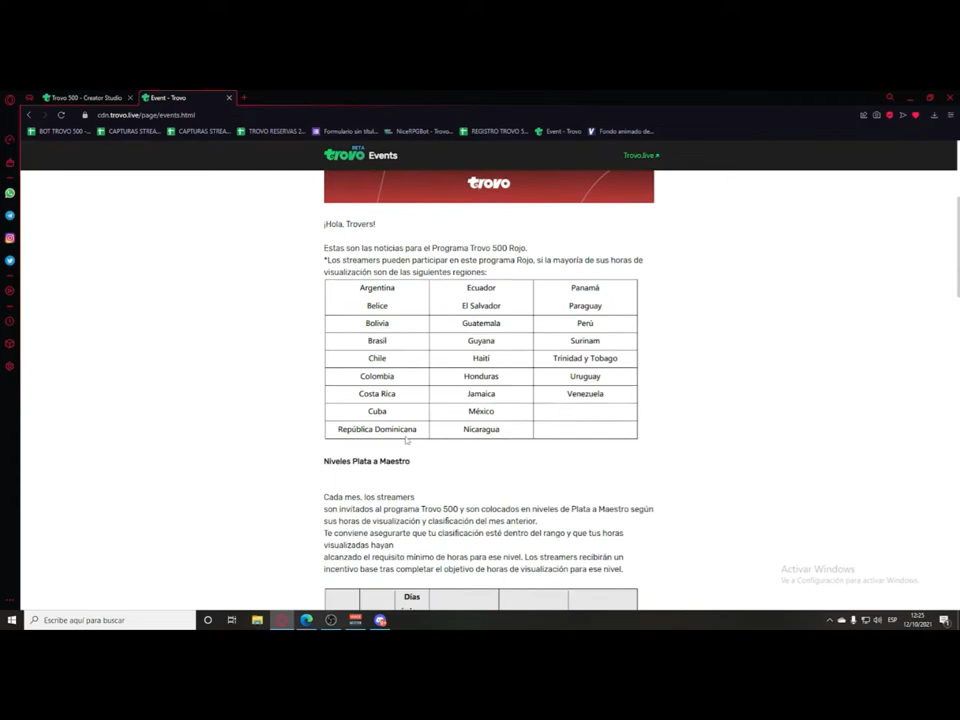 Trovo 500 - Creator Studio
Event - Trovo
cdn.trovo.live/page/events.html
BOT TROVO 500 -...
CAPTURAS STREA...
CAPTURAS STREA...
TROVO RESERVAS 2...
Formulario sin títul...
NiceRPGBot - Trovo...
REGISTRO TROVO 5...
Event - Trovo
Fondo animado de...
trovo BETA Events
Trovo.live
trovo
¡Hola, Trovers!
Estas son las noticias para el Programa Trovo 500 Rojo.
*Los streamers pueden participar en este programa Rojo, si la mayoría de sus horas de
visualización son de las siguientes regiones:
Argentina Ecuador Panamá
Belice El Salvador Paraguay
Bolivia Guatemala Perú
Brasil Guyana Surinam
Chile Haití Trinidad y Tobago
Colombia Honduras Uruguay
Costa Rica Jamaica Venezuela
Cuba México
República Dominicana Nicaragua
Niveles Plata a Maestro
Cada mes, los streamers
son invitados al programa Trovo 500 y son colocados en niveles de Plata a Maestro según
sus horas de visualización y clasificación del mes anterior.
Te conviene asegurarte que tu clasificación esté dentro del rango y que tus horas
visualizadas hayan
alcanzado el requisito mínimo de horas para ese nivel. Los streamers recibirán un
incentivo base tras completar el objetivo de horas de visualización para ese nivel.
Días
Activar Windows
Ve a Configuración para activar Windows.
Escribe aquí para buscar
ESP
12:25
12/10/2021